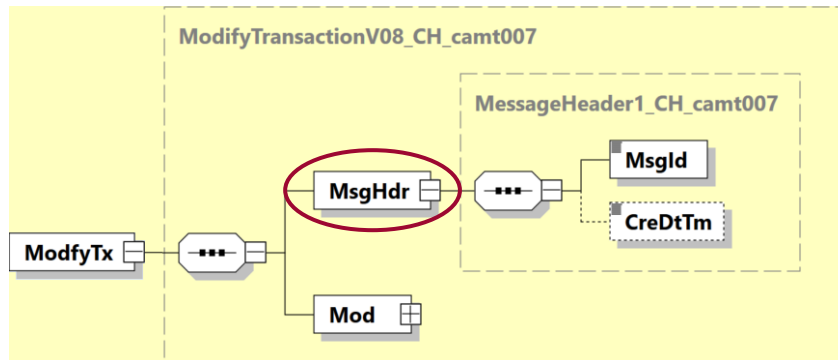 ModifyTransactionV08_CH_camt007
MessageHeader1_CH_camt007
MsgId
MsgHdr
CreDtTm
ModfyTx
Mod